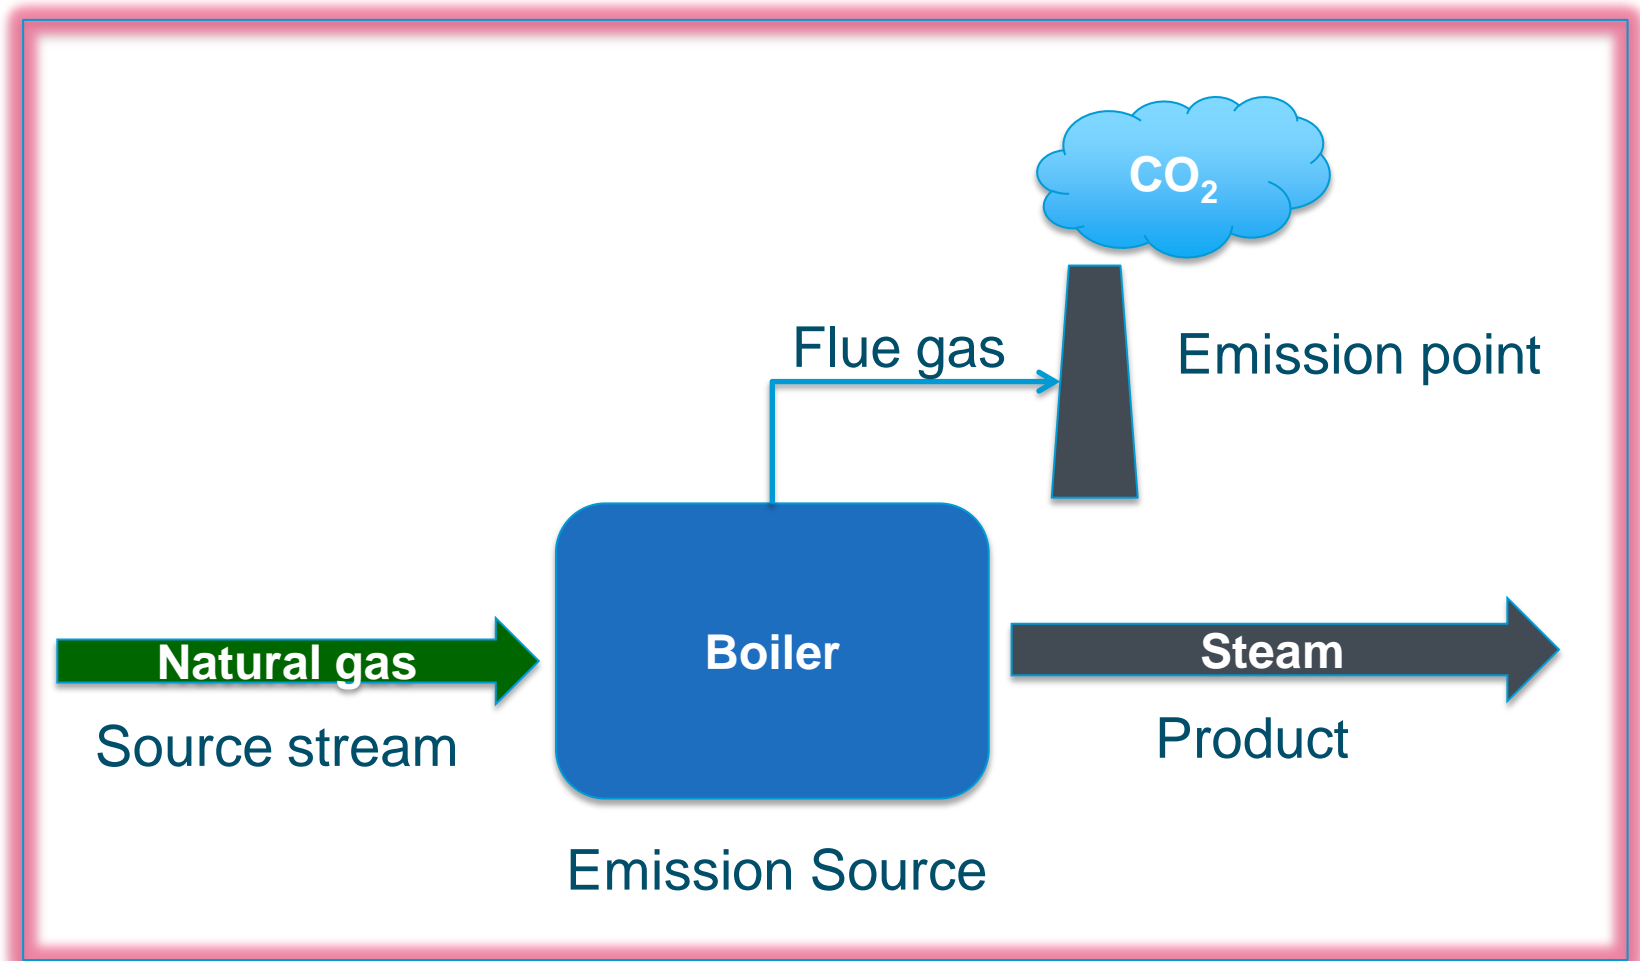 CO₂
Flue gas
Emission point
Natural gas
Boiler
Steam
Source stream
Product
Emission Source